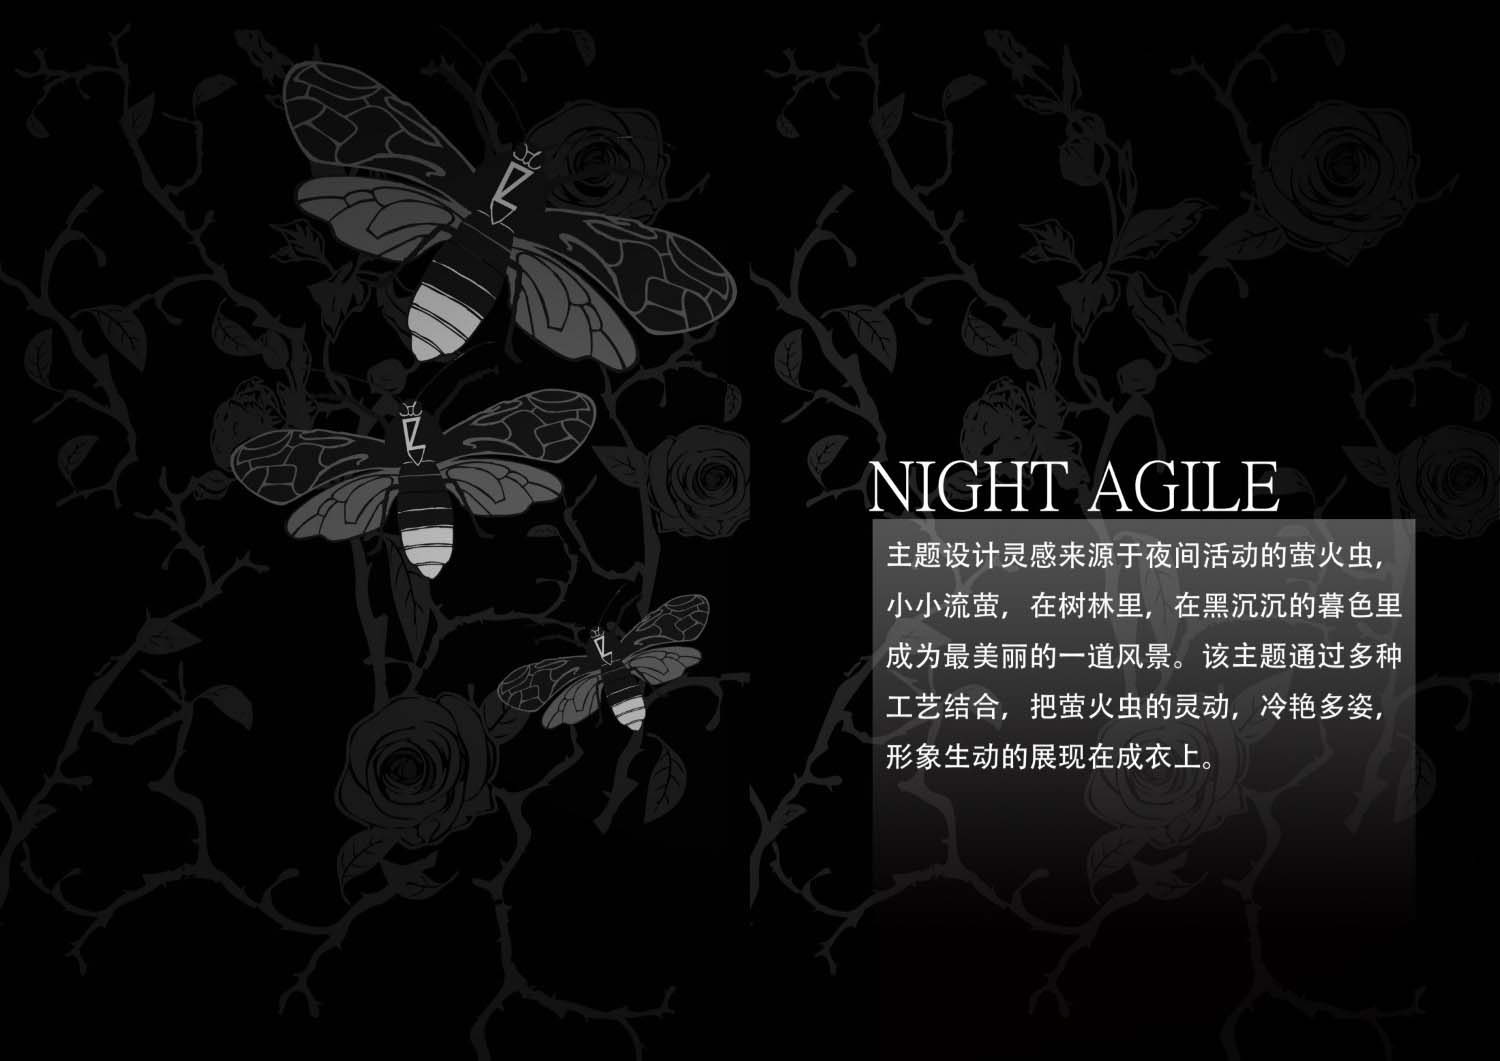 NIGHT AGILE
主题设计灵感来源于夜间活动的萤火虫,
小小流萤，在树林里，在黑沉沉的暮色里
成为最美丽的一道风景。该主题通过多种
工艺结合，把萤火虫的灵动，冷艳多姿,
形象生动的展现在成衣上。